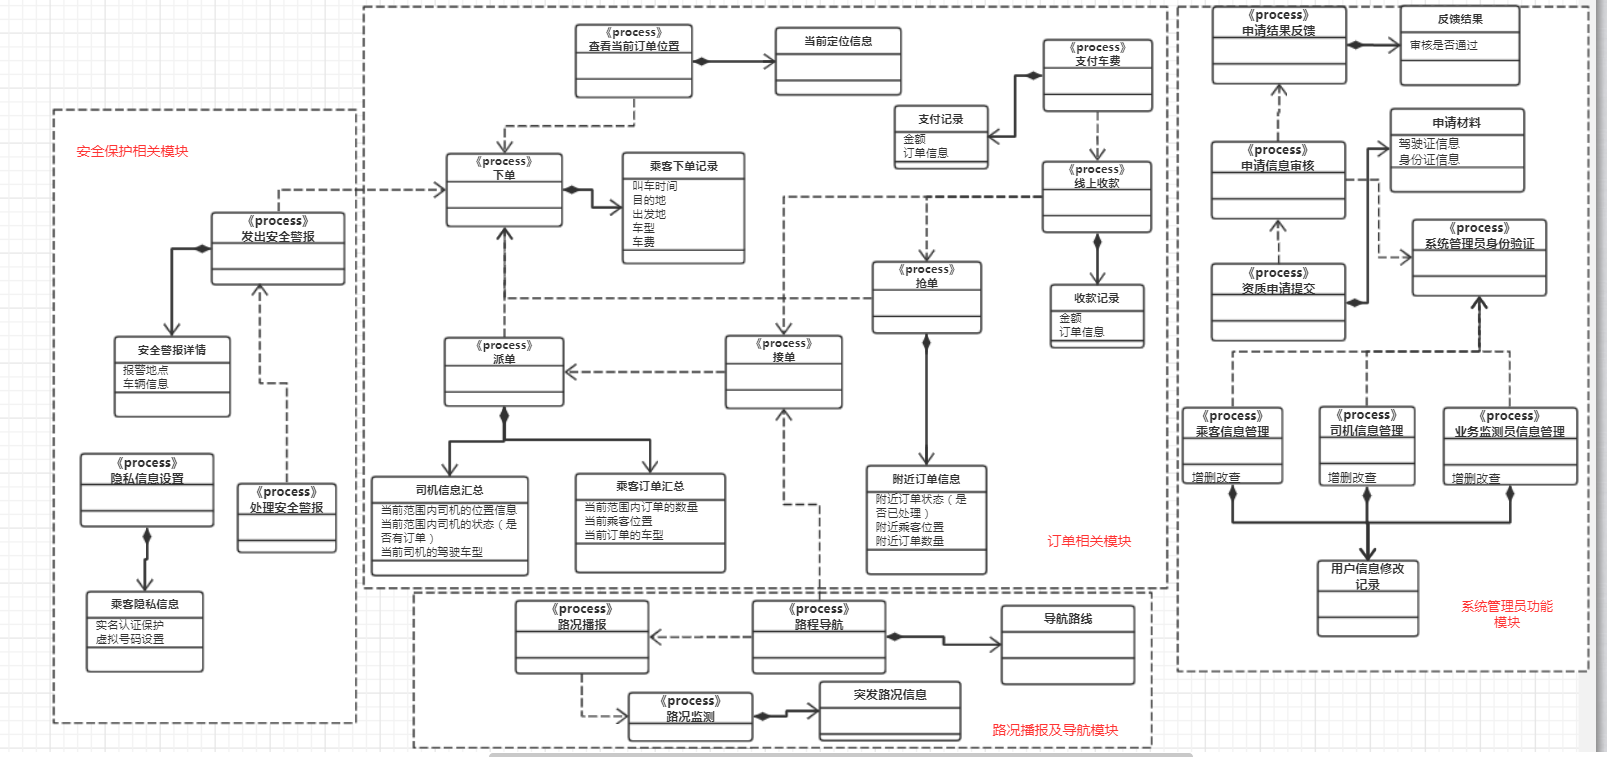 安全保护相关模块
《process》
发出安全警报
安全警报详情
报警地点
车辆信息
《process》
隐私信息设置
《process》
处理安全警报
乘客隐私信息
实名认证保护
虚拟号码设置
《process》
查看当前订单位置
当前定位信息
《process》
支付车费
支付记录
金额
订单信息
《process》
下单
乘客下单记录
叫车时间
目的地
出发地
车型
车费
《process》
线上收款
《process》
抢单
收款记录
金额
订单信息
《process》
派单
《process》
接单
司机信息汇总
当前范围内司机的位置信息
当前范围内司机的状态（是
否有订单）
当前司机的驾驶车型
乘客订单汇总
当前范围内订单的数量
当前乘客位置
当前订单的车型
附近订单信息
附近订单状态（是
否已处理）
附近乘客位置
附近订单数量
订单相关模块
《process》
路况播报
《process》
路程导航
导航路线
《process》
路况监测
突发路况信息
路况播报及导航模块
《process》
申请结果反馈
反馈结果
审核是否通过
申请材料
驾驶证信息
身份证信息
《process》
申请信息审核
《process》
系统管理员身份验证
《process》
资质申请提交
《process》
乘客信息管理
增删改查
《process》
司机信息管理
增删改查
《process》
业务监测员信息管理
增删改查
用户信息修改
记录
系统管理员功能
模块